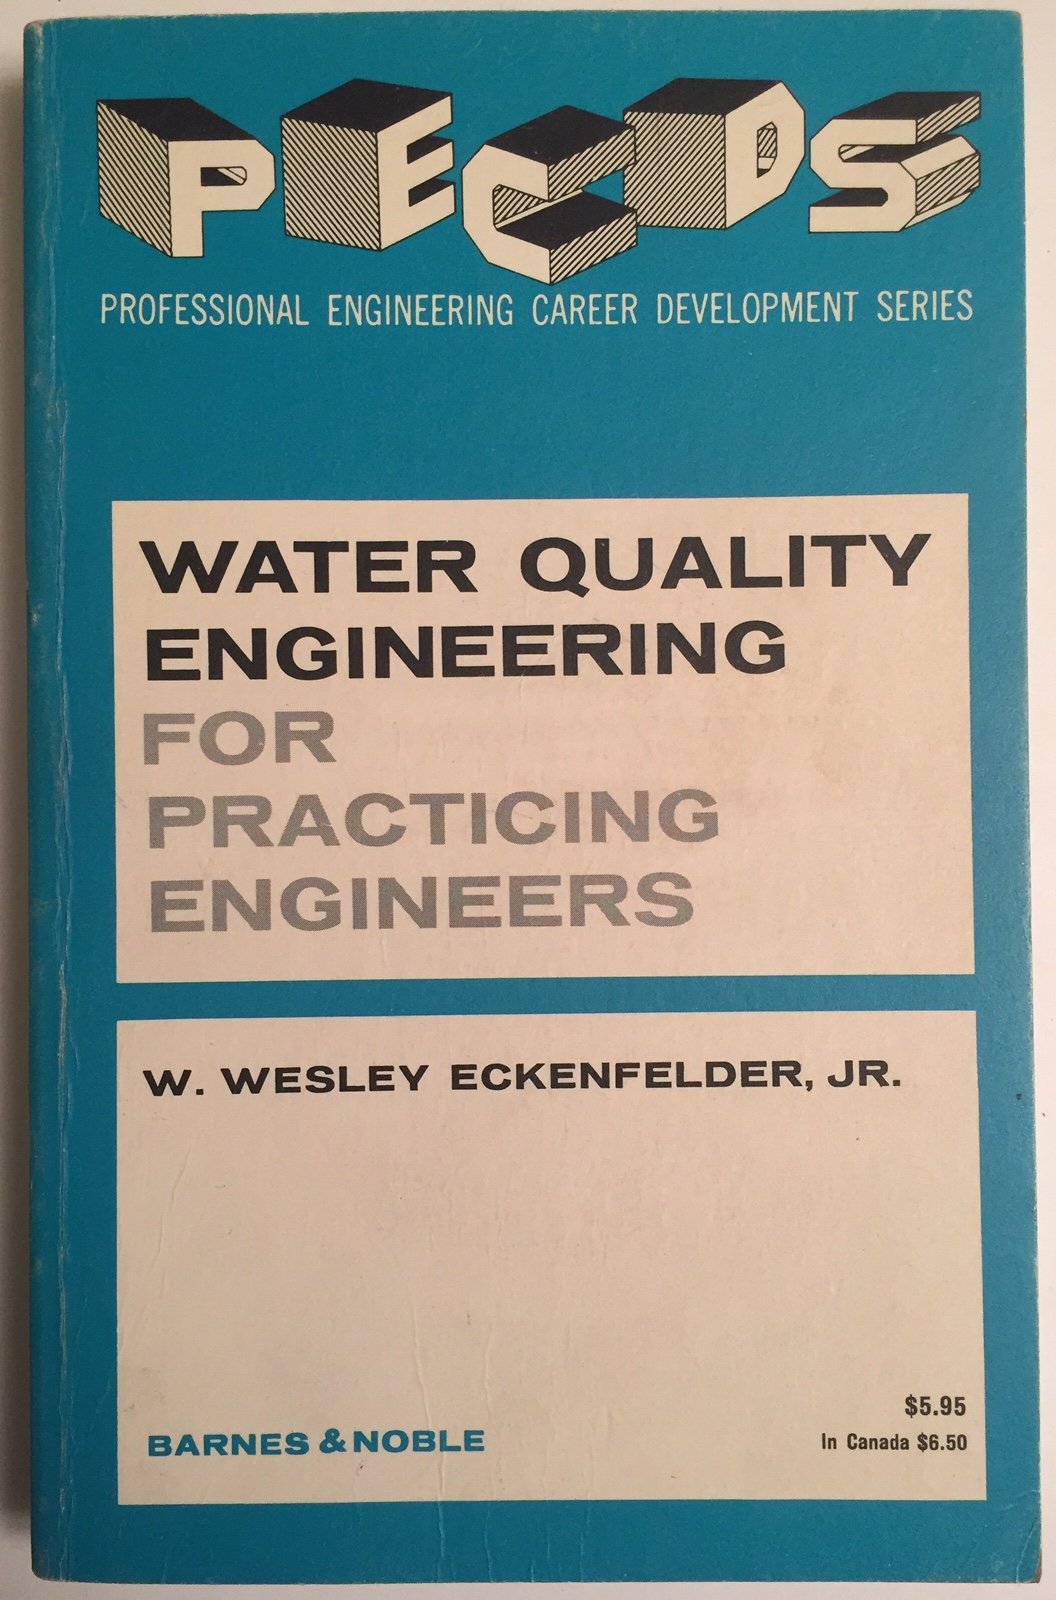 PECDS
PROFESSIONAL ENGINEERING CAREER DEVELOPMENT SERIES
WATER QUALITY
ENGINEERING
FOR
PRACTICING
ENGINEERS
W. WESLEY ECKENFELDER, JR.
$5.95
BARNES & NOBLE
In Canada $6.50